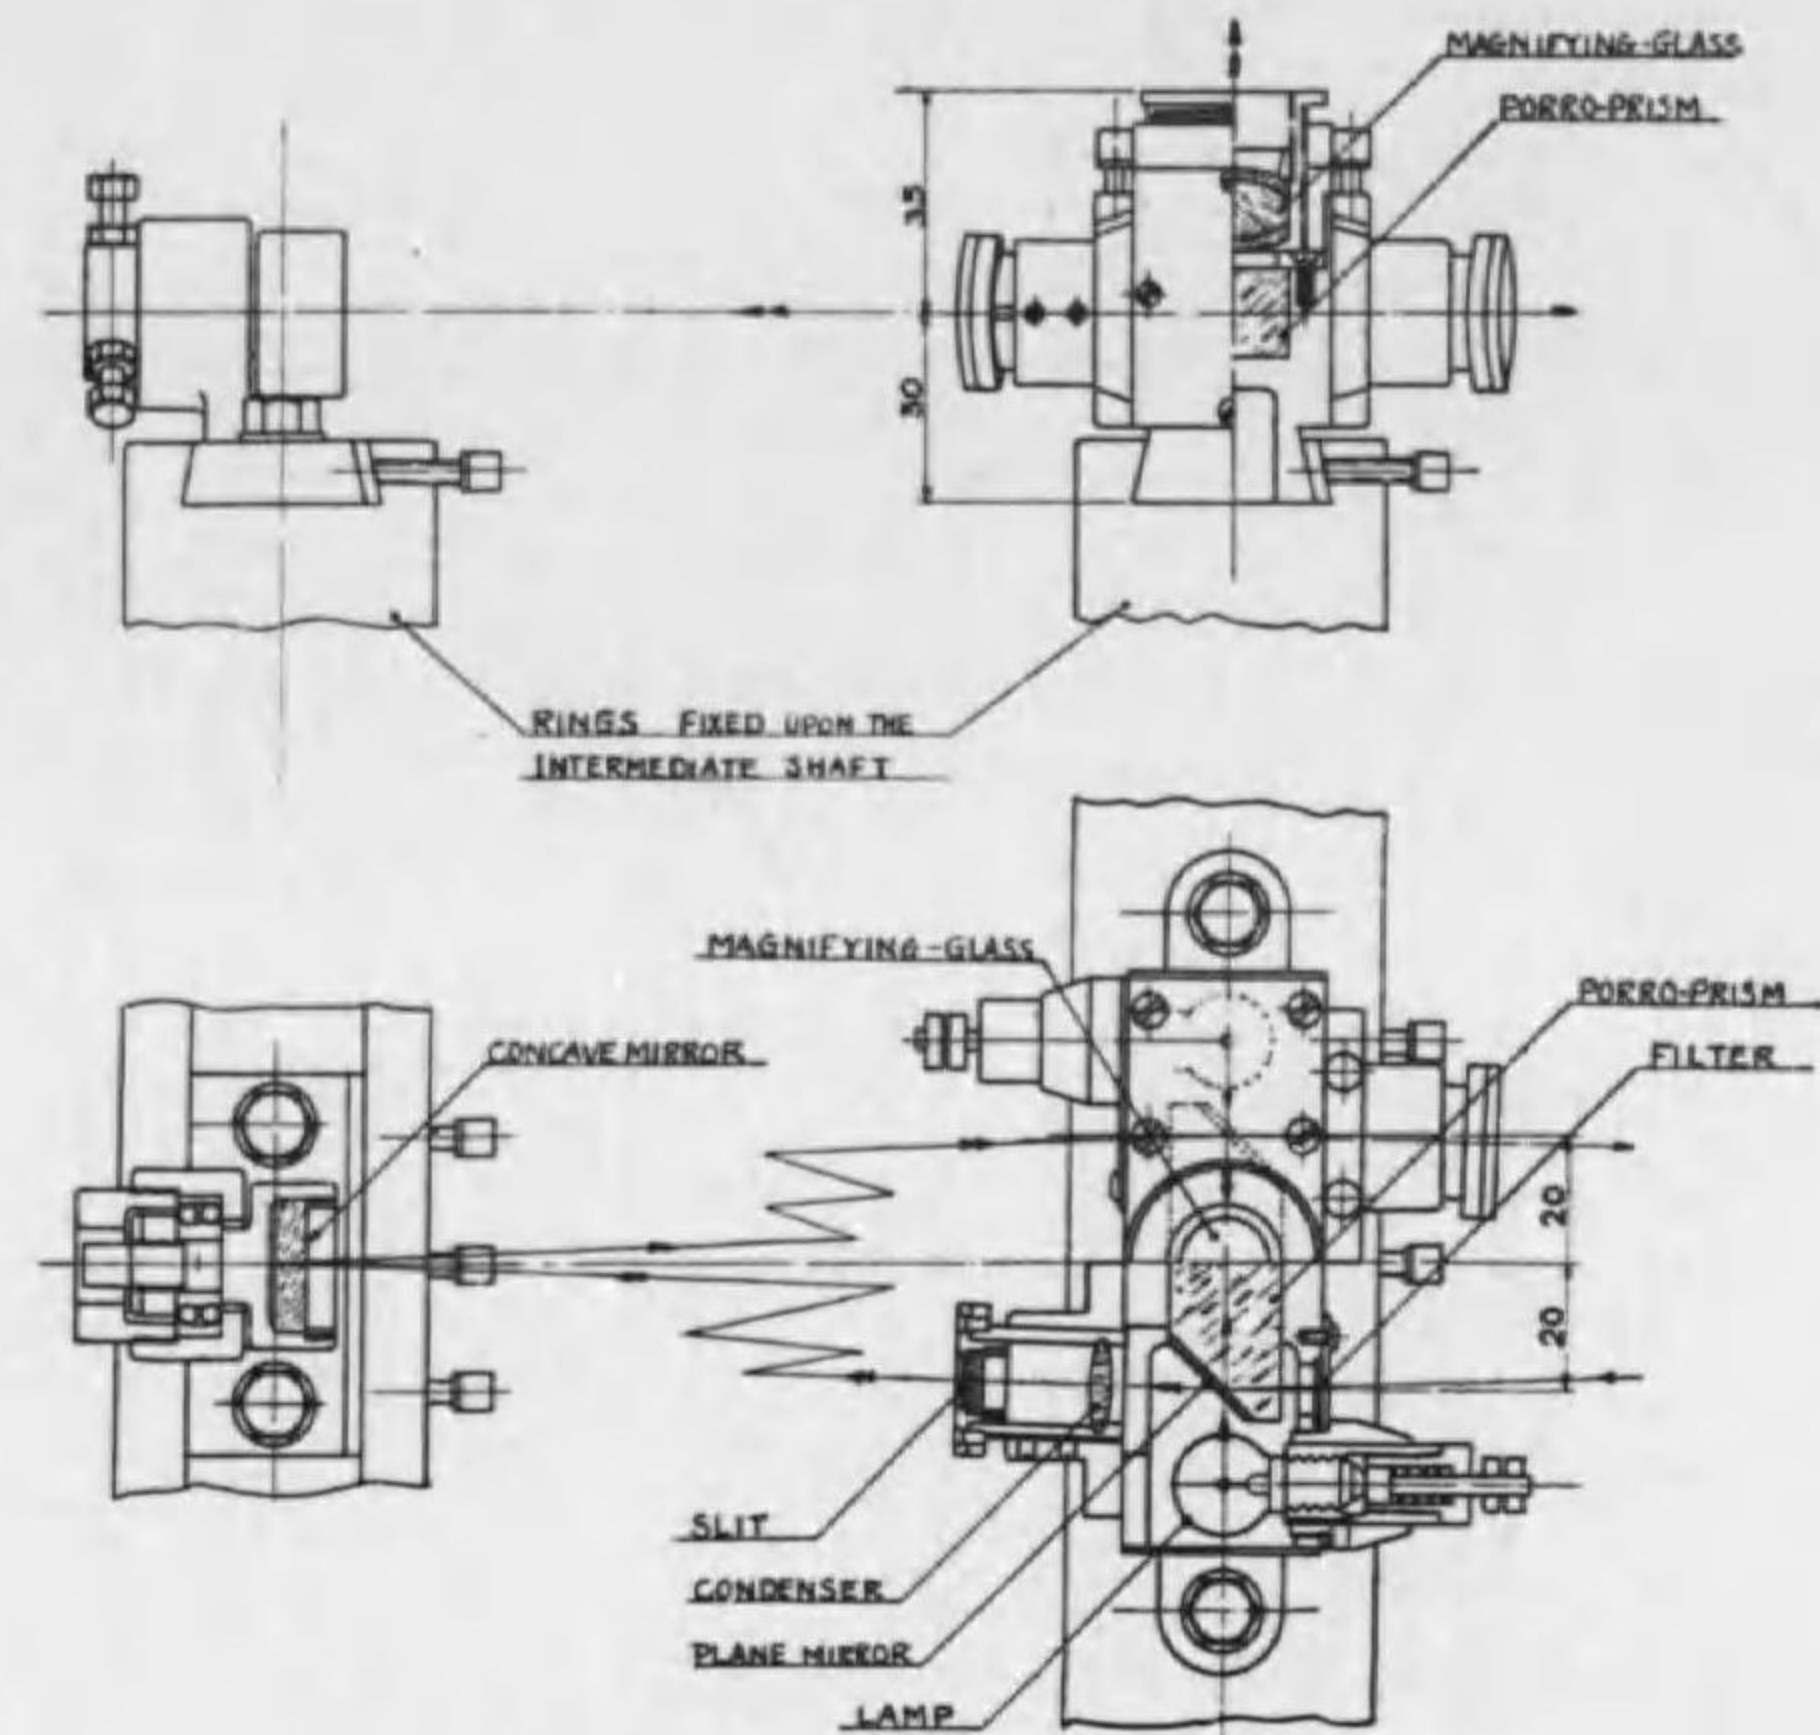 MAGNIFYING-GLASS
PORRO-PRISM
35
30
RINGS FIXED UPON THE
INTERMEDIATE SHAFT
MAGNIFYING-GLASS
PORRO-PRISM
CONCAVE MIRROR
FILTER
20
20
SLIT
CONDENSER
PLANE MIRROR
LAMP